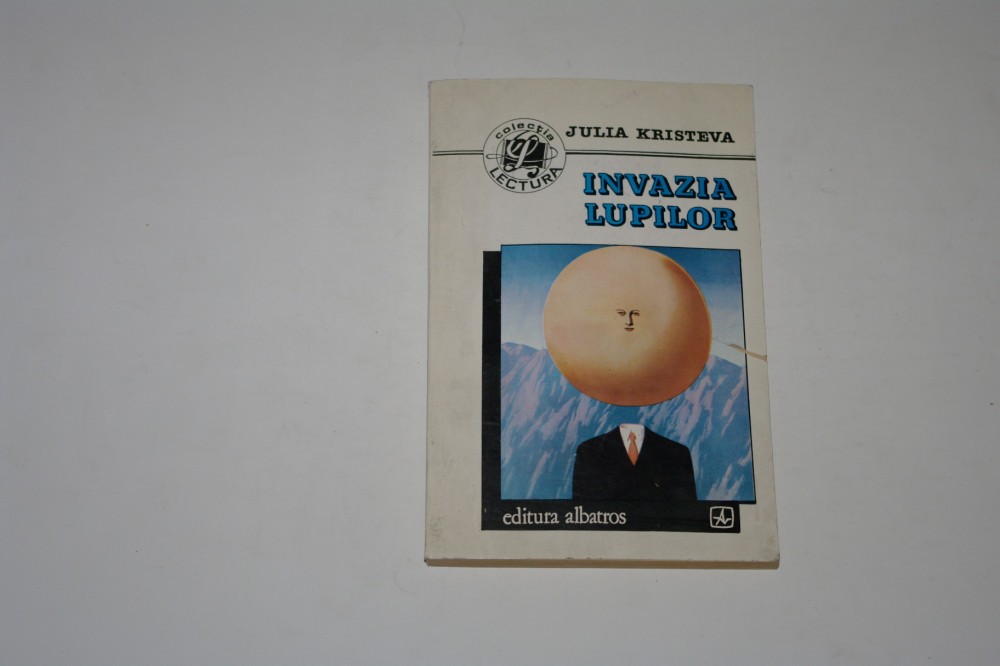 colecția
LECTURA
JULIA KRISTEVA
INVAZIA
LUPILOR
editura albatros